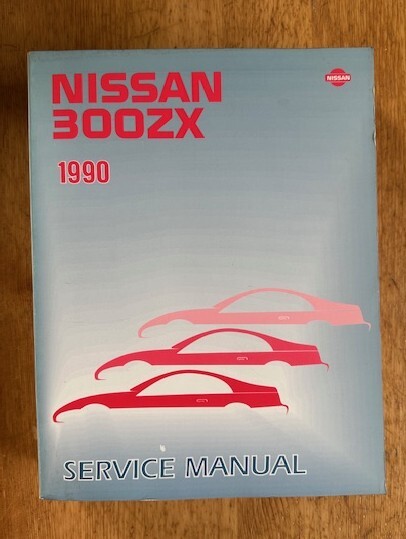 NISSAN
300ZX
NISSAN
1990
SERVICE MANUAL